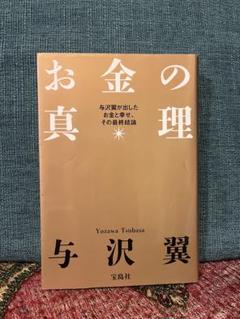 お金の
真理
与沢翼が出した
お金と幸せ、
その最終結論
Yozawa Tsubasa
与沢翼
宝島社